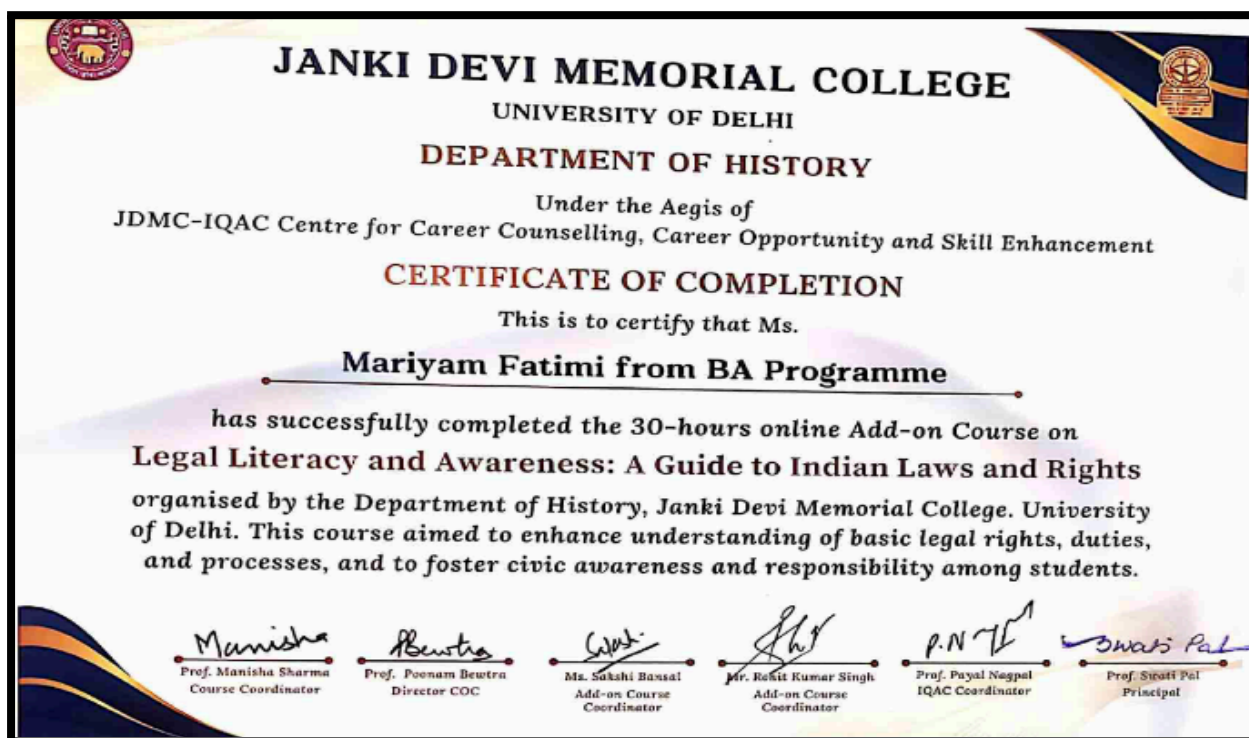 JANKI DEVI MEMORIAL COLLEGE
UNIVERSITY OF DELHI
DEPARTMENT OF HISTORY
Under the Aegis of
JDMC-IQAC Centre for Career Counselling, Career Opportunity and Skill Enhancement
CERTIFICATE OF COMPLETION
This is to certify that Ms.
Mariyam Fatimi from BA Programme
has successfully completed the 30-hours online Add-on Course on
Legal Literacy and Awareness: A Guide to Indian Laws and Rights
organised by the Department of History, Janki Devi Memorial College. University
of Delhi. This course aimed to enhance understanding of basic legal rights, duties,
and processes, and to foster civic awareness and responsibility among students.
Manisha
PBewtra
P.N
Swati Pal
Prof. Manisha Sharma
Course Coordinator
Prof. Poonam Bewtra
Director COC
Ms. Sakshi Bansal
Add-on Course
Coordinator
Mr. Rohit Kumar Singh
Add-on Course
Coordinator
Prof. Payal Nagpal
IQAC Coordinator
Prof. Swati Pal
Principal